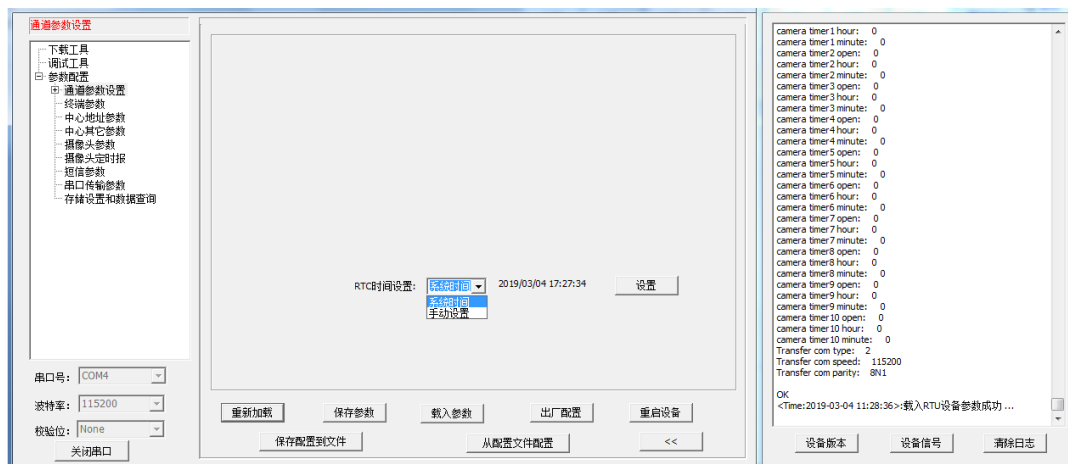 通道参数设置
下载工具
调试工具
参数配置
通道参数设置
终端参数
中心地址参数
中心其它参数
摄像头参数
摄像头定时报
短信参数
串口传输参数
存储设置和数据查询
串口号: COM4
波特率: 115200
校验位: None
关闭串口
RTC时间设置: 系统时间 2019/03/04 17:27:34 设置
系统时间
手动设置
重新加载 保存参数 载入参数 出厂配置 重启设备
保存配置到文件 从配置文件配置 <<
camera timer1 hour: 0
camera timer1 minute: 0
camera timer2 open: 0
camera timer2 hour: 0
camera timer2 minute: 0
camera timer3 open: 0
camera timer3 hour: 0
camera timer3 minute: 0
camera timer4 open: 0
camera timer4 hour: 0
camera timer4 minute: 0
camera timer5 open: 0
camera timer5 hour: 0
camera timer5 minute: 0
camera timer6 open: 0
camera timer6 hour: 0
camera timer6 minute: 0
camera timer7 open: 0
camera timer7 hour: 0
camera timer7 minute: 0
camera timer8 open: 0
camera timer8 hour: 0
camera timer8 minute: 0
camera timer9 open: 0
camera timer9 hour: 0
camera timer9 minute: 0
camera timer10 open: 0
camera timer10 hour: 0
camera timer10 minute: 0
Transfer com type: 2
Transfer com speed: 115200
Transfer com parity: 8N1
OK
<Time:2019-03-04 11:28:36>:载入RTU设备参数成功 ...
设备版本 设备信号 清除日志